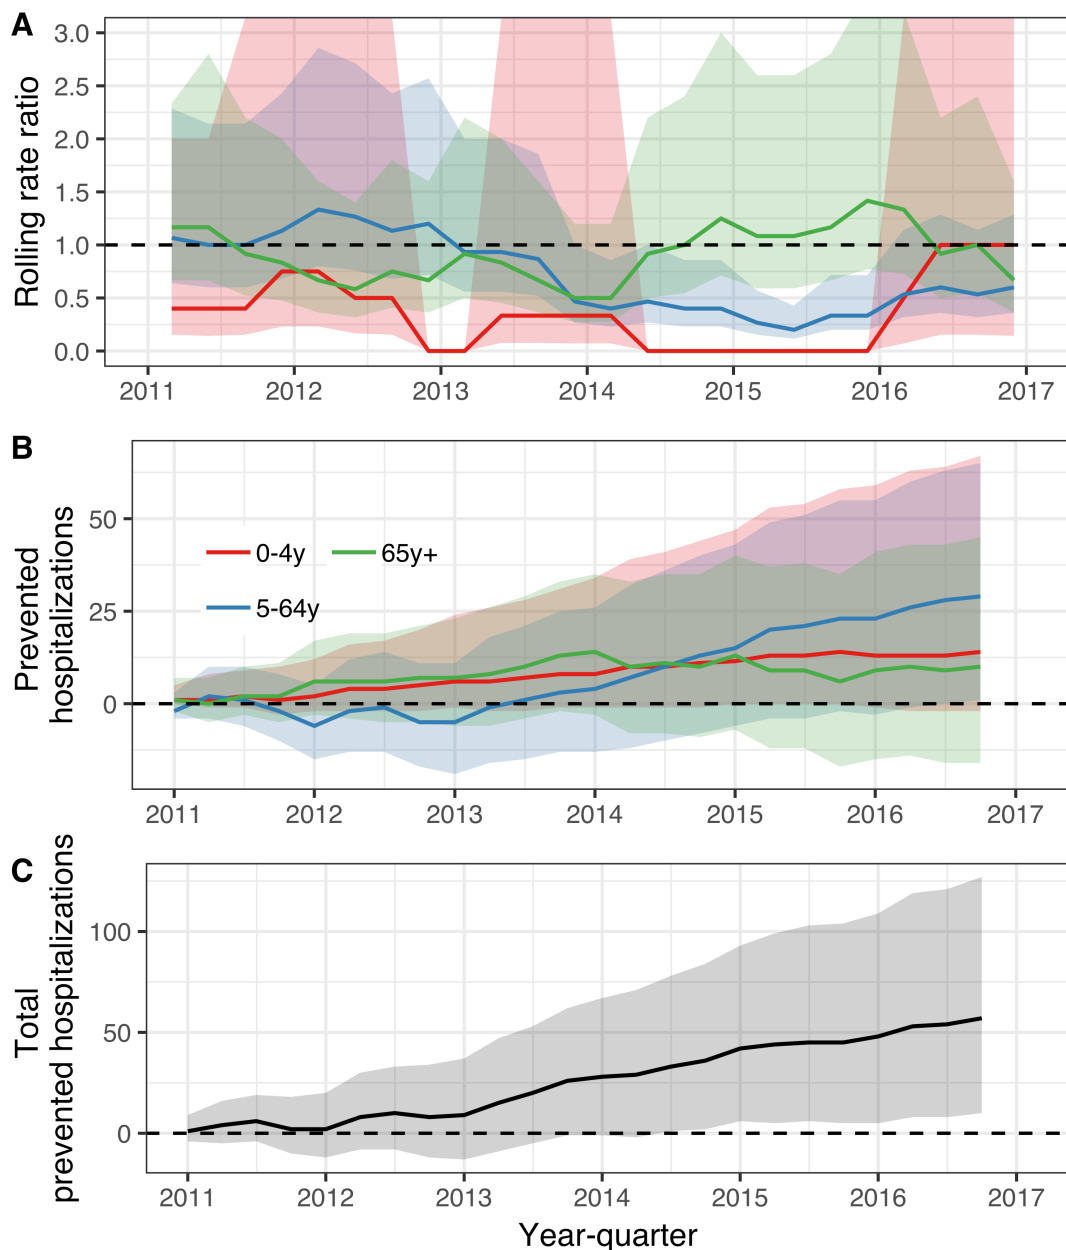 A
Rolling rate ratio
3.0
2.5
2.0
1.5
1.0
0.5
0.0
2011 2012 2013 2014 2015 2016 2017
B
Prevented
hospitalizations
50
25
0
0-4y 65y+
5-64y
2011 2012 2013 2014 2015 2016 2017
C
Total
prevented hospitalizations
100
50
0
2011 2012 2013 2014 2015 2016 2017
Year-quarter